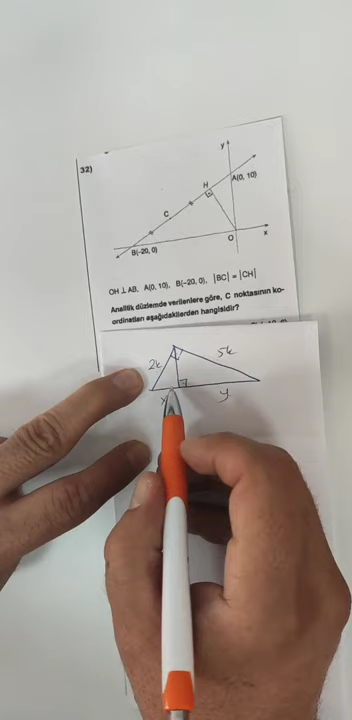 32)
y
A(0, 10)
H
C
O
x
B(-20, 0)
OH ⊥ AB, A(0, 10), B(-20, 0), |BC| = |CH|
Analitik düzlemde verilenlere göre, C noktasının ko-
ordinatları aşağıdakilerden hangisidir?
2k
5k
x
y